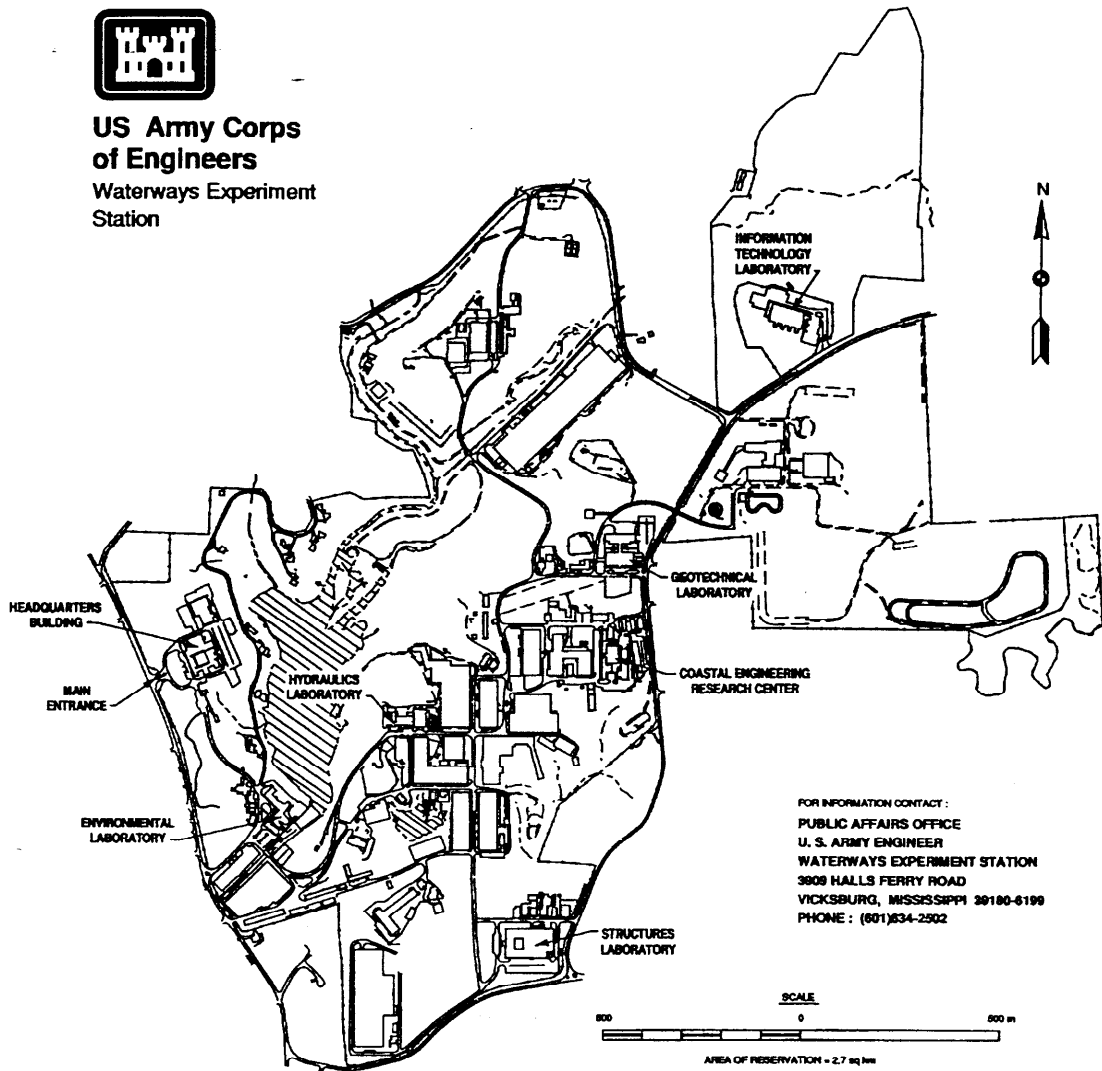 US Army Corps
of Engineers
Waterways Experiment
Station
N
INFORMATION
TECHNOLOGY
LABORATORY
GEOTECHNICAL
LABORATORY
HEADQUARTERS
BUILDING
MAIN
ENTRANCE
HYDRAULICS
LABORATORY
COASTAL ENGINEERING
RESEARCH CENTER
ENVIRONMENTAL
LABORATORY
STRUCTURES
LABORATORY
FOR INFORMATION CONTACT :
PUBLIC AFFAIRS OFFICE
U. S. ARMY ENGINEER
WATERWAYS EXPERIMENT STATION
3909 HALLS FERRY ROAD
VICKSBURG, MISSISSIPPI 39180-6199
PHONE : (601)634-2502
SCALE
500 0 500 m
AREA OF RESERVATION = 2.7 sq km